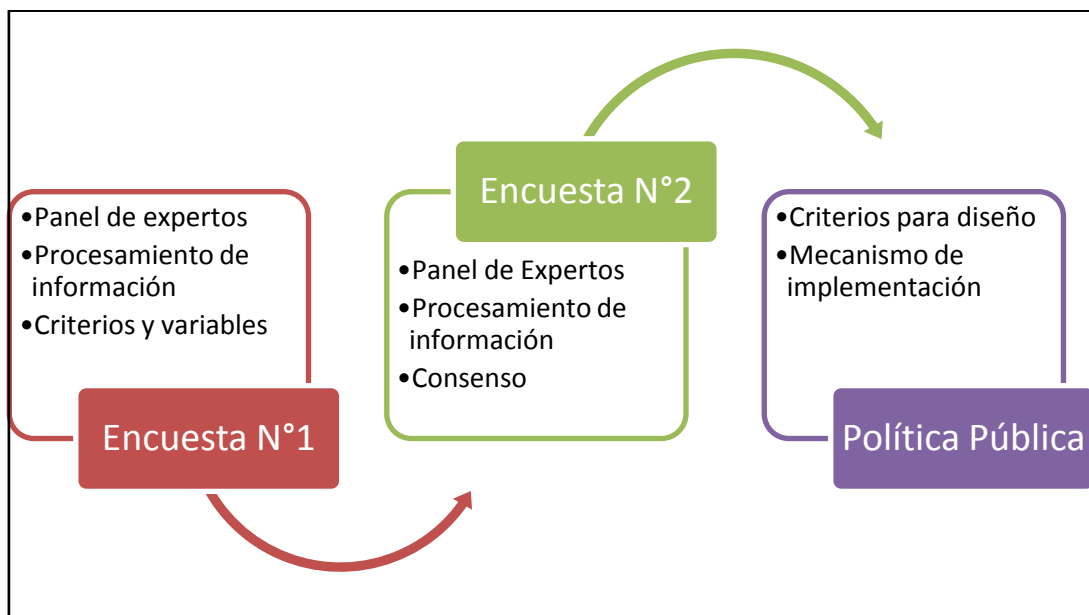 •Panel de expertos
•Procesamiento de
información
•Criterios y variables
Encuesta N°1
Encuesta N°2
•Panel de Expertos
•Procesamiento de
información
•Consenso
•Criterios para diseño
•Mecanismo de
implementación
Política Pública